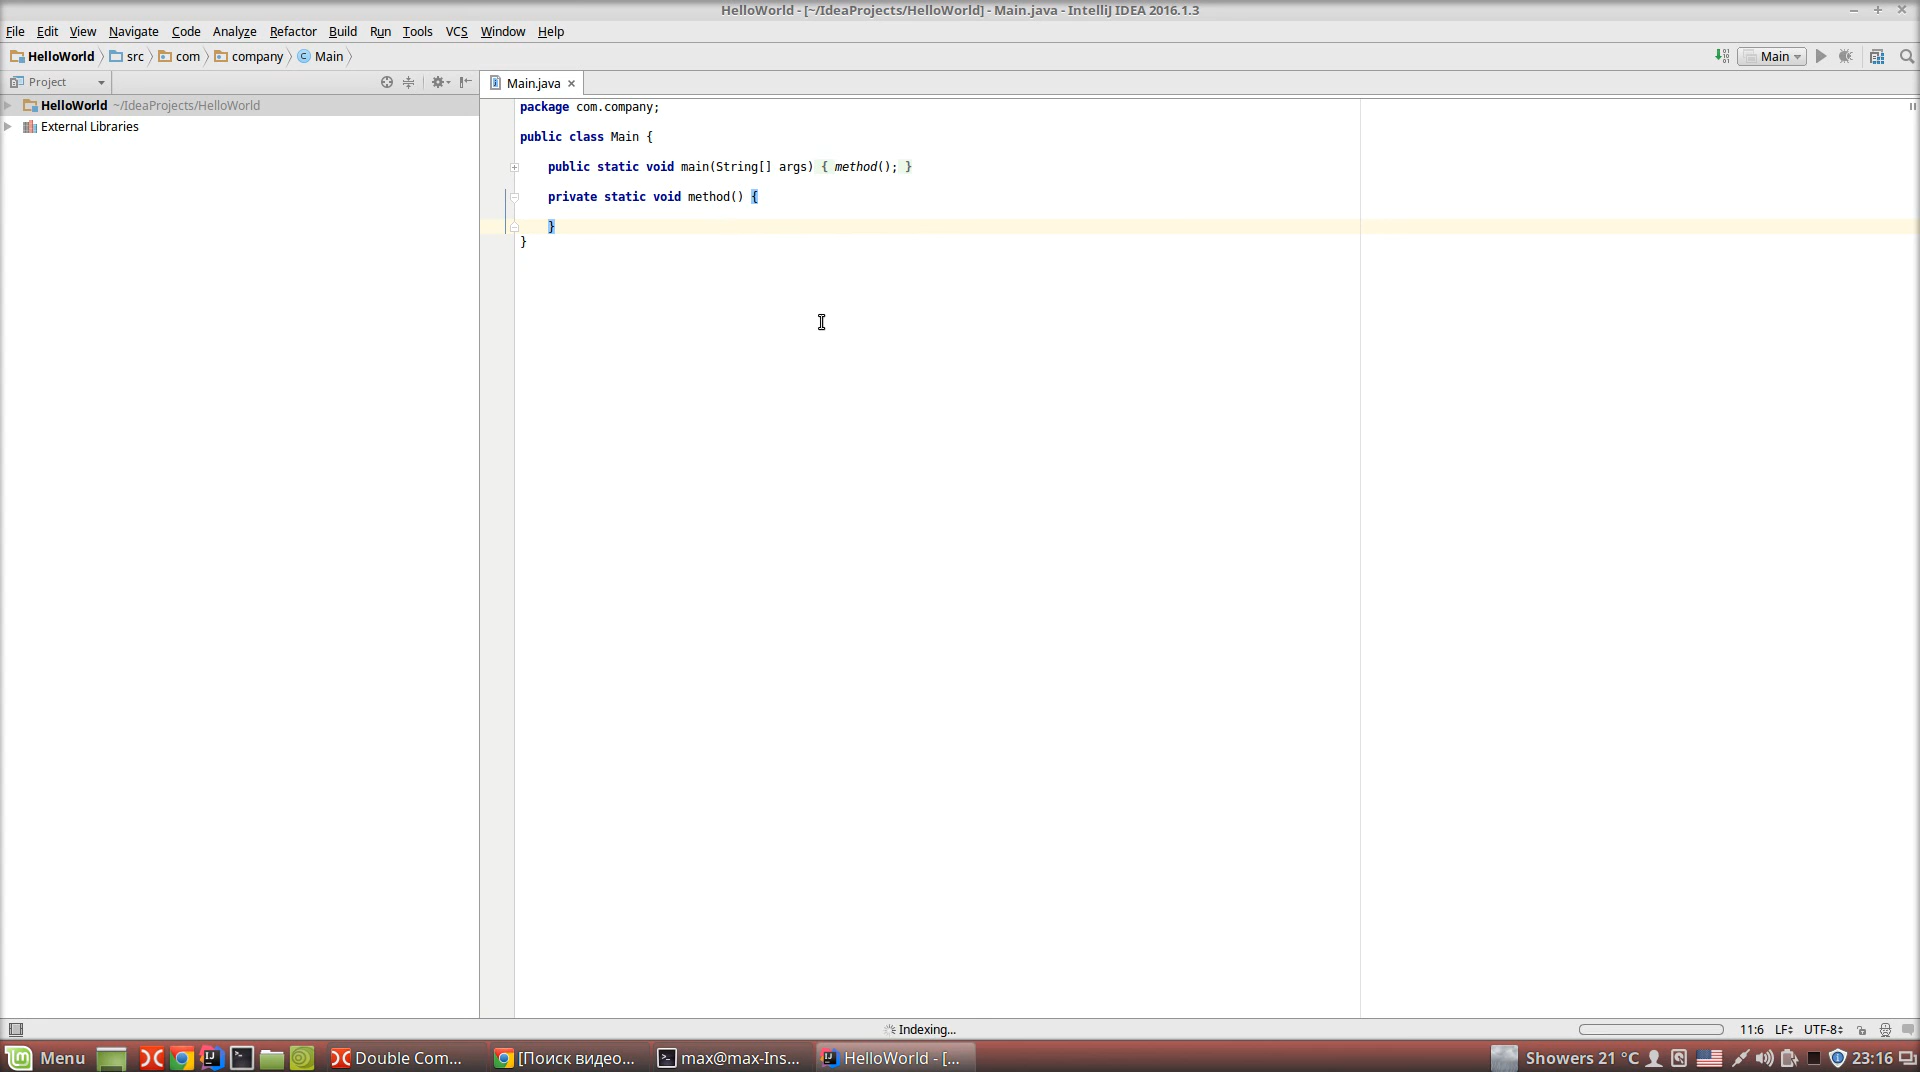 HelloWorld - [~/IdeaProjects/HelloWorld] - Main.java - IntelliJ IDEA 2016.1.3
File Edit View Navigate Code Analyze Refactor Build Run Tools VCS Window Help
HelloWorld src com company Main Main
Project Main.java
HelloWorld ~/IdeaProjects/HelloWorld
External Libraries
package com.company;
public class Main {
public static void main(String[] args) { method(); }
private static void method() {
}
}
Indexing... 11:6 LF UTF-8
Menu Double Com... [Поиск видео... max@max-Ins... HelloWorld - [... Showers 21 °C 23:16